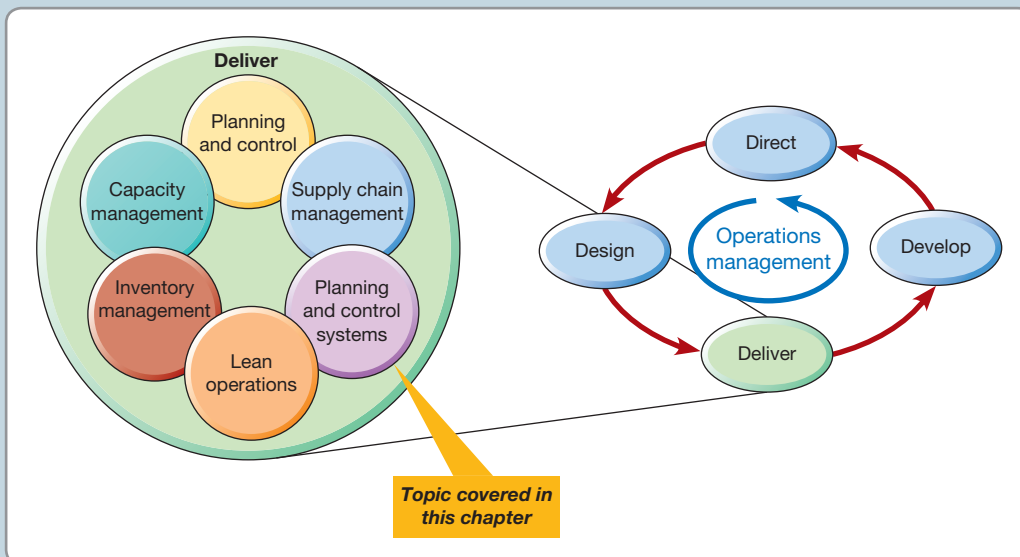 Deliver
Planning
and control
Capacity
management
Supply chain
management
Inventory
management
Planning
and control
systems
Lean
operations
Topic covered in
this chapter
Direct
Design
Operations
management
Develop
Deliver